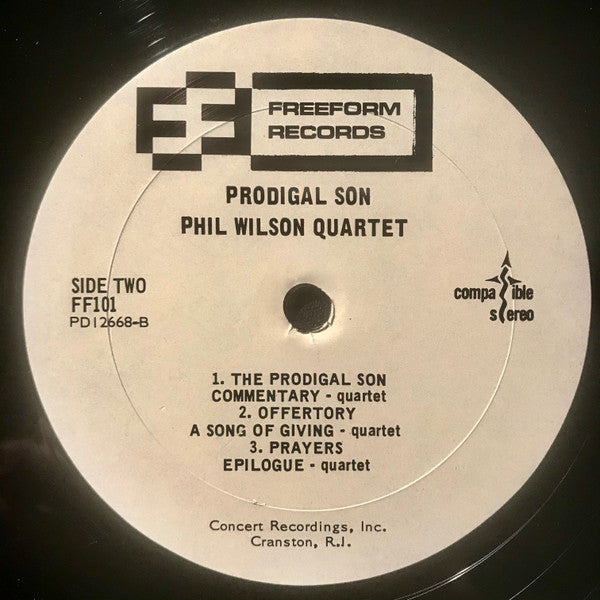 FREEFORM
RECORDS
PRODIGAL SON
PHIL WILSON QUARTET
SIDE TWO
FF101
PD12668-B
compatible
stereo
1. THE PRODIGAL SON
COMMENTARY - quartet
2. OFFERTORY
A SONG OF GIVING - quartet
3. PRAYERS
EPILOGUE - quartet
Concert Recordings, Inc.
Cranston, R.I.